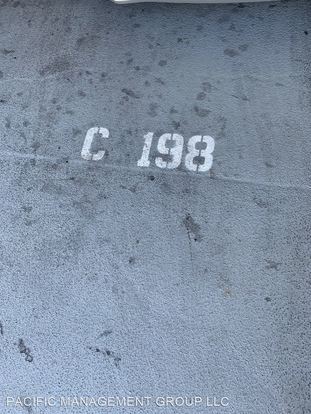 C 198
PACIFIC MANAGEMENT GROUP LLC